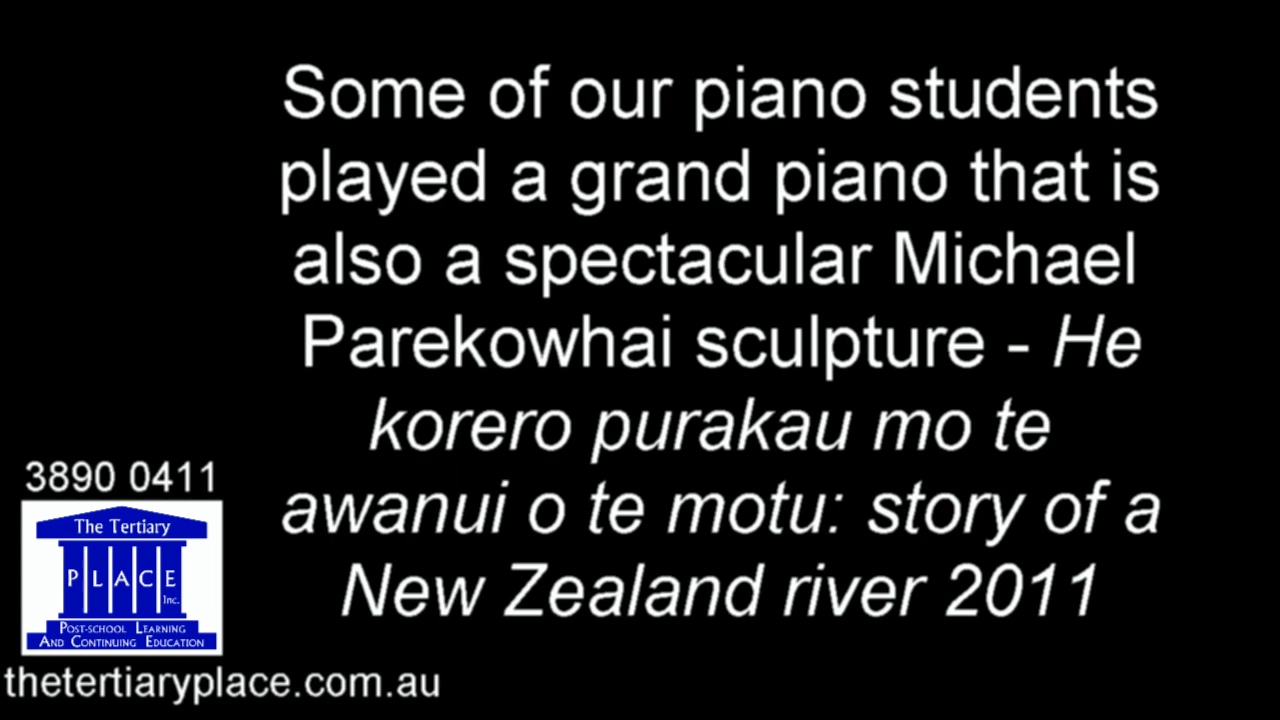 Some of our piano students
played a grand piano that is
also a spectacular Michael
Parekowhai sculpture - He
korero purakau mo te
awanui o te motu: story of a
New Zealand river 2011
3890 0411
The Tertiary
PLACE
Inc.
Post-school Learning
And Continuing Education
thetertiaryplace.com.au